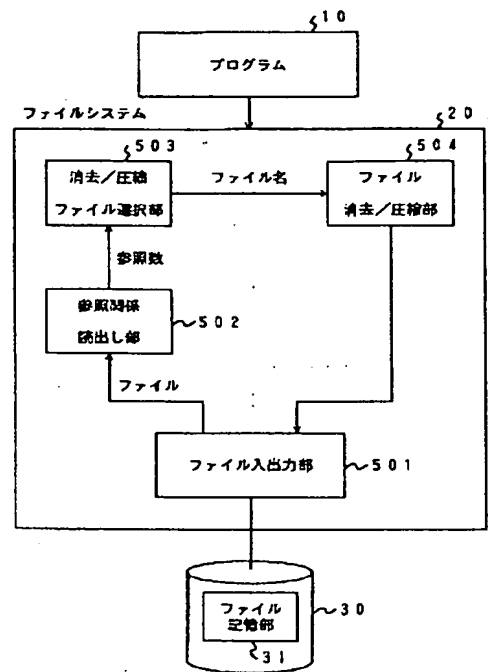 10
プログラム
ファイルシステム
20
503
504
消去／圧縮
ファイル選択部
ファイル名
ファイル
消去／圧縮部
参照数
参照関係
読出し部
502
ファイル
ファイル入出力部
501
ファイル
記憶部
30
31